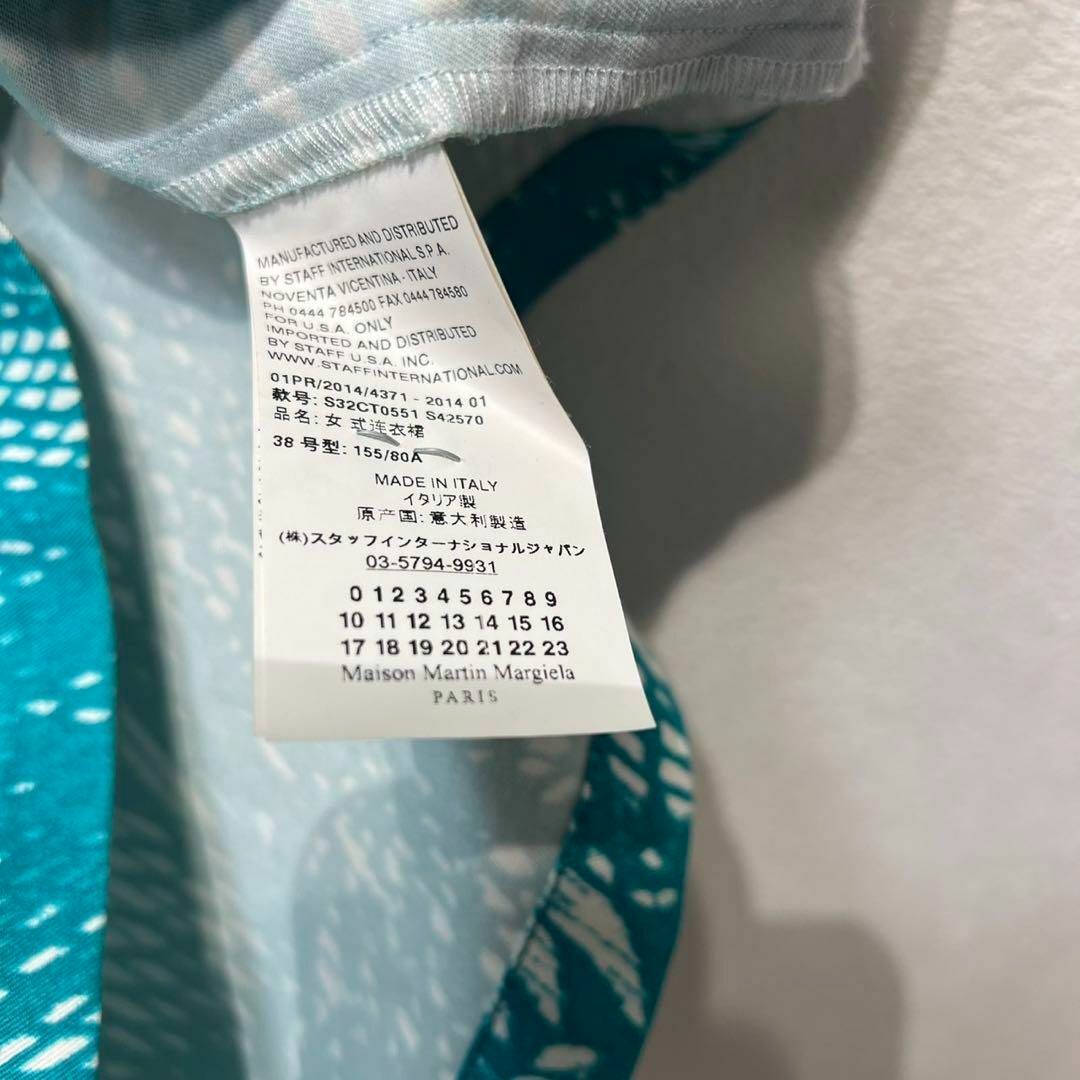 MANUFACTURED AND DISTRIBUTED
BY STAFF INTERNATIONAL S.P.A.
NOVENTA VICENTINA - ITALY
PH 0444 784500 FAX 0444 784580
FOR U.S.A. ONLY
IMPORTED AND DISTRIBUTED
BY STAFF U.S.A. INC.
WWW.STAFFINTERNATIONAL.COM
01PR/2014/4371 - 2014 01
款号: S32CT0551 S42570
品名: 女 式连衣裙
38 号型: 155/80A
MADE IN ITALY
イタリア製
原产国: 意大利製造
(株)スタッフインターナショナルジャパン
03-5794-9931
0 1 2 3 4 5 6 7 8 9
10 11 12 13 14 15 16
17 18 19 20 21 22 23
Maison Martin Margiela
PARIS